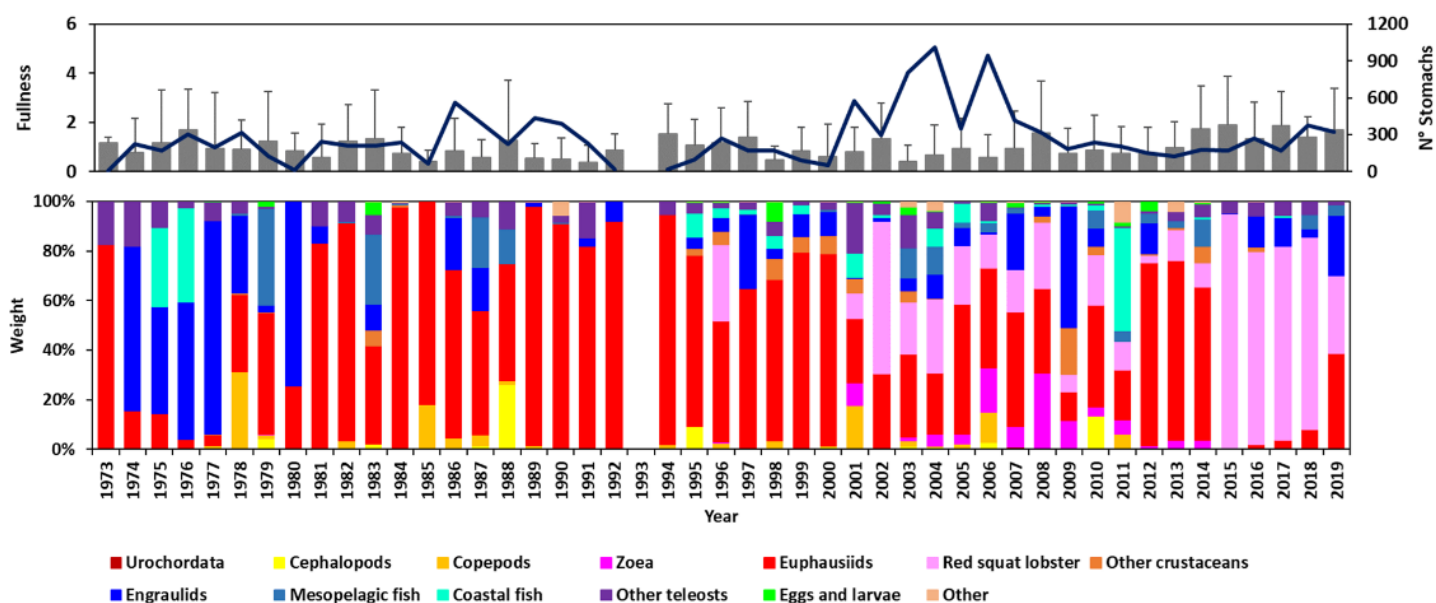 6
4
2
0
Fullness
1200
900
600
300
0
N° Stomachs
100%
80%
60%
40%
20%
0%
Weight
1973 1974 1975 1976 1977 1978 1979 1980 1981 1982 1983 1984 1985 1986 1987 1988 1989 1990 1991 1992 1993 1994 1995 1996 1997 1998 1999 2000 2001 2002 2003 2004 2005 2006 2007 2008 2009 2010 2011 2012 2013 2014 2015 2016 2017 2018 2019
Year
Urochordata Cephalopods Copepods Zoea Euphausiids Red squat lobster Other crustaceans
Engraulids Mesopelagic fish Coastal fish Other teleosts Eggs and larvae Other